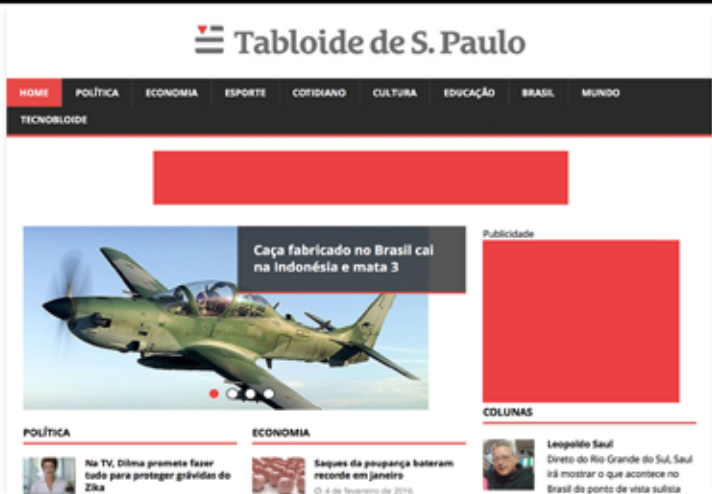 Tabloide de S. Paulo
HOME POLÍTICA ECONOMIA ESPORTE COTIDIANO CULTURA EDUCAÇÃO BRASIL MUNDO
TECNOBLOIDE
Caça fabricado no Brasil cai
na Indonésia e mata 3
Publicidade
COLUNAS
Leopoldo Saul
Direto do Rio Grande do Sul, Saul
irá mostrar o que acontece no
Brasil do ponto de vista sulista
POLÍTICA
Na TV, Dilma promete fazer
tudo para proteger grávidas do
Zika
ECONOMIA
Saques da poupança bateram
recorde em janeiro
4 de fevereiro de 2016